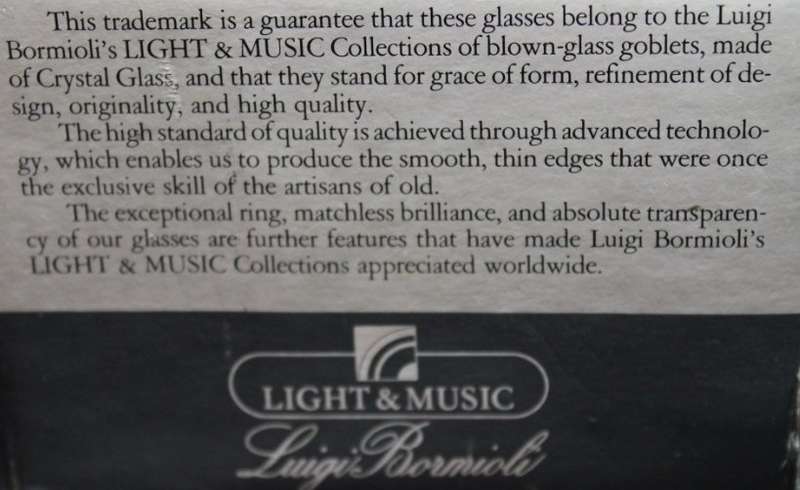 This trademark is a guarantee that these glasses belong to the Luigi
Bormioli's LIGHT & MUSIC Collections of blown-glass goblets, made
of Crystal Glass, and that they stand for grace of form, refinement of de-
sign, originality, and high quality.
The high standard of quality is achieved through advanced technolo-
gy, which enables us to produce the smooth, thin edges that were once
the exclusive skill of the artisans of old.
The exceptional ring, matchless brilliance, and absolute transparen-
cy of our glasses are further features that have made Luigi Bormioli's
LIGHT & MUSIC Collections appreciated worldwide.
LIGHT & MUSIC
Luigi Bormioli